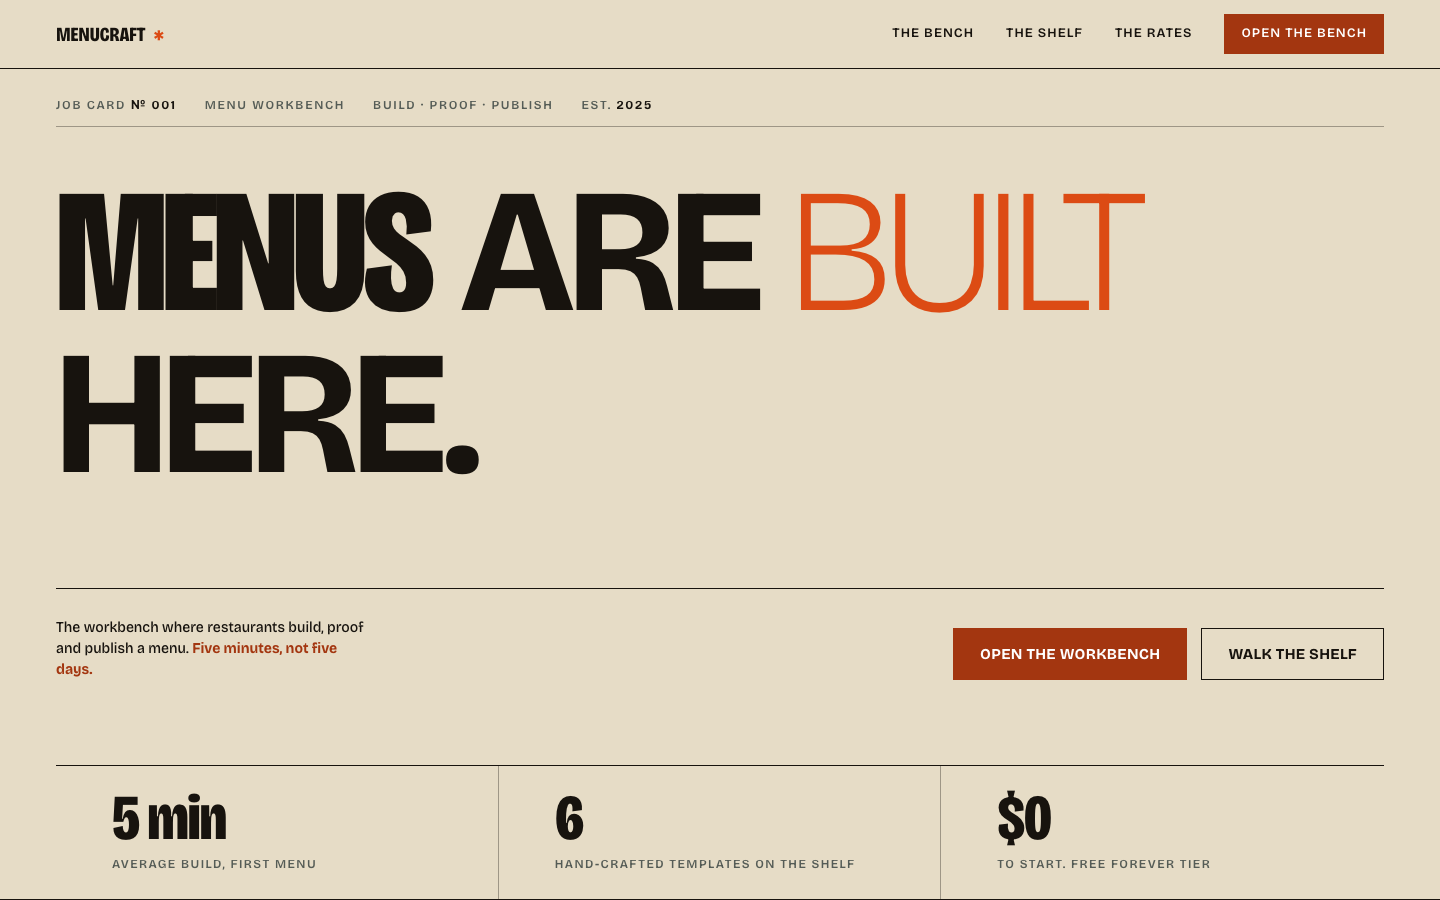 MENUCRAFT *
THE BENCH
THE SHELF
THE RATES
OPEN THE BENCH
JOB CARD Nº 001
MENU WORKBENCH
BUILD · PROOF · PUBLISH
EST. 2025
MENUS ARE BUILT
HERE.
The workbench where restaurants build, proof
and publish a menu. Five minutes, not five
days.
OPEN THE WORKBENCH
WALK THE SHELF
5 min
AVERAGE BUILD, FIRST MENU
6
HAND-CRAFTED TEMPLATES ON THE SHELF
$0
TO START. FREE FOREVER TIER